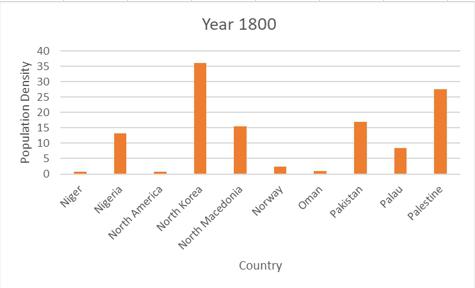 Year 1800
Population Density
40
35
30
25
20
15
10
5
0
Niger
Nigeria
North America
North Korea
North Macedonia
Norway
Oman
Pakistan
Palau
Palestine
Country